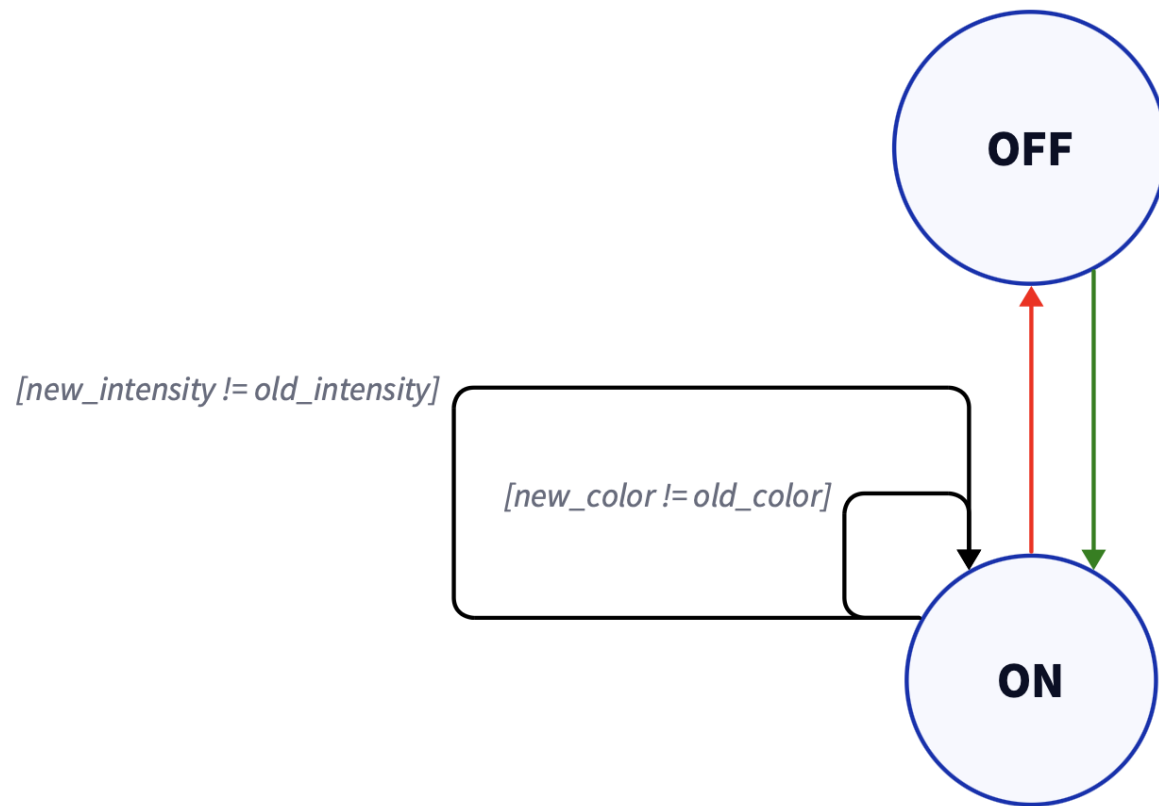 OFF
[new_intensity != old_intensity]
[new_color != old_color]
ON